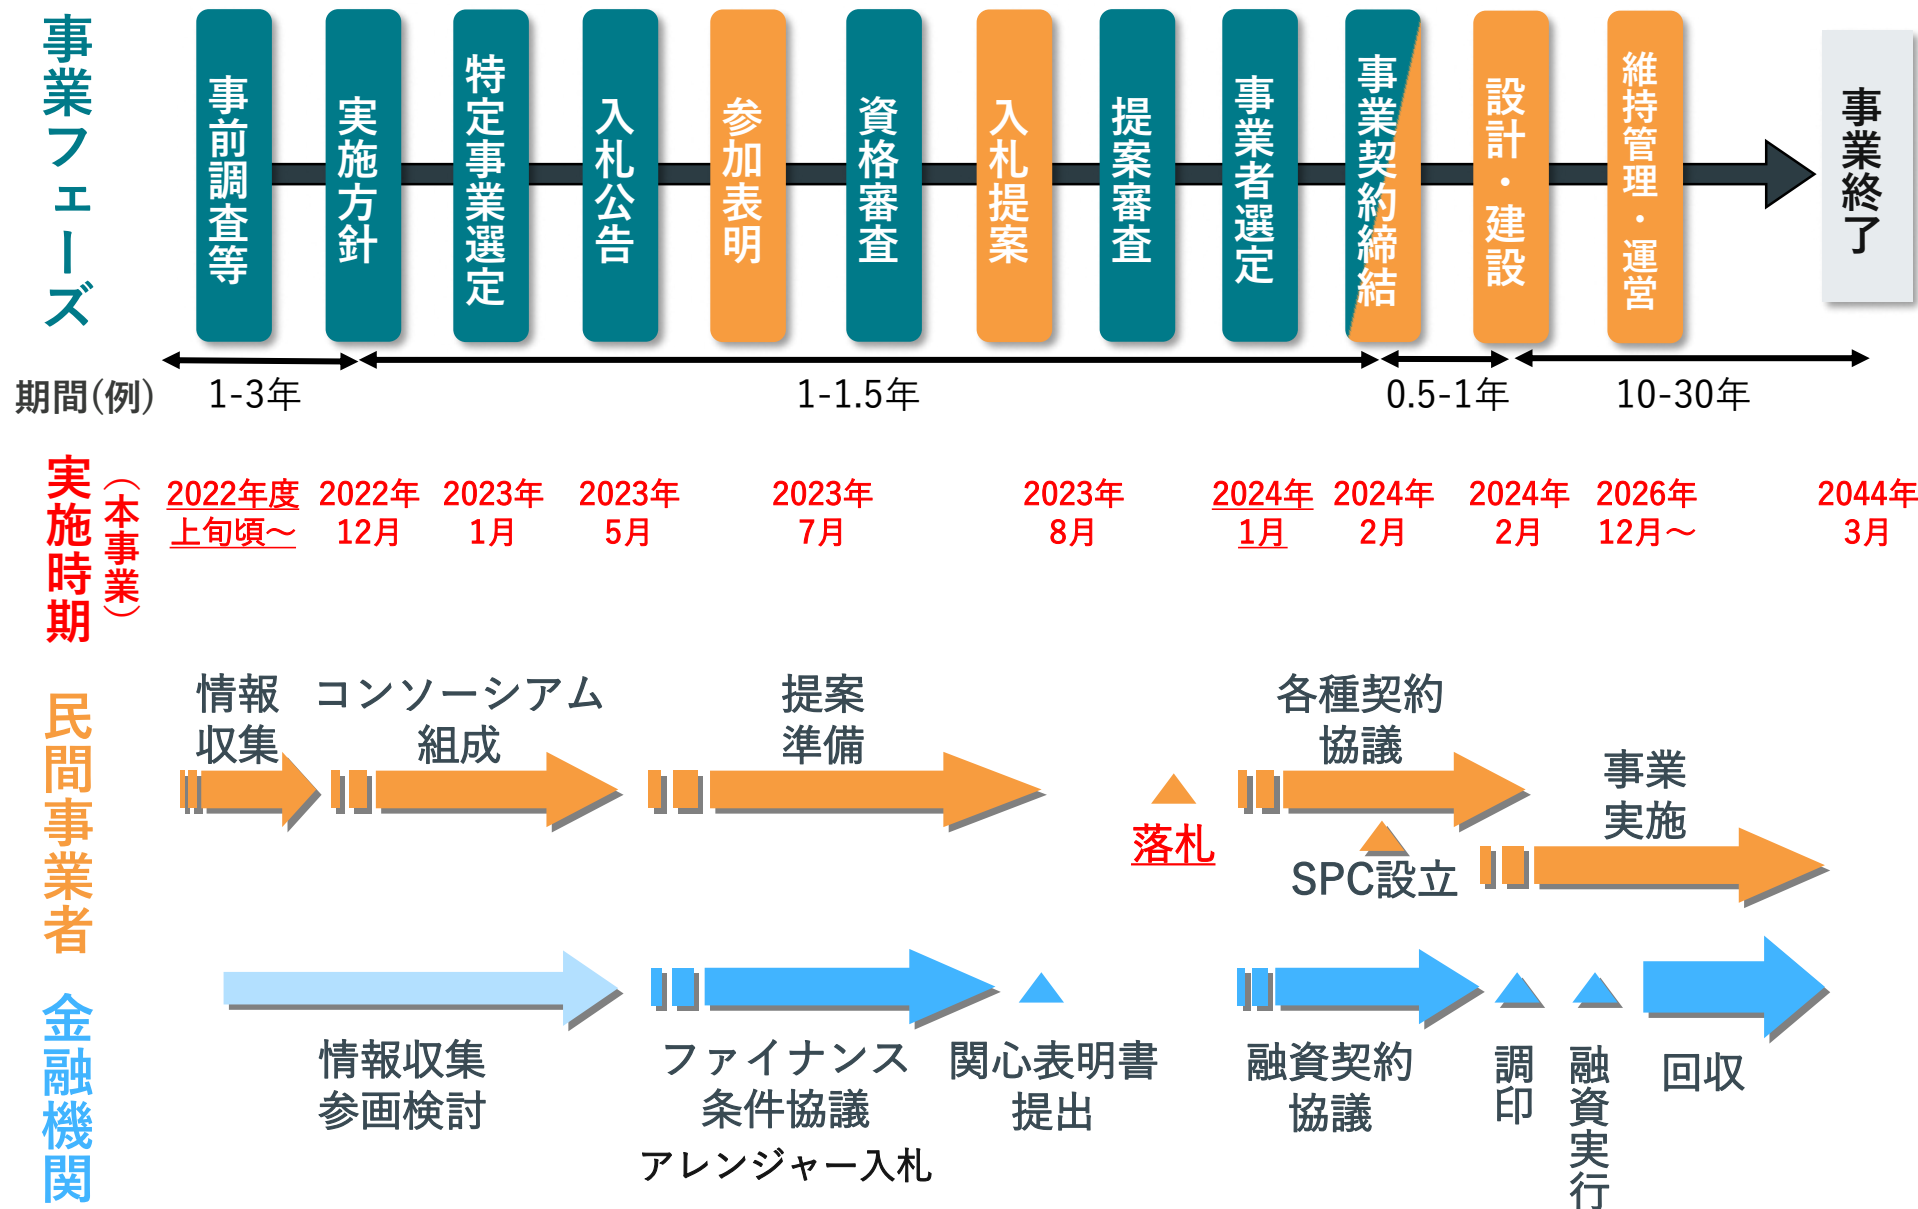 事業フェーズ
事前調査等
実施方針
特定事業選定
入札公告
参加表明
資格審査
入札提案
提案審査
事業者選定
事業契約締結
設計・建設
維持管理・運営
事業終了
期間(例)
1-3年
1-1.5年
0.5-1年
10-30年
実施時期
（本事業）
2022年度
上旬頃～
2022年
12月
2023年
1月
2023年
5月
2023年
7月
2023年
8月
2024年
1月
2024年
2月
2024年
2月
2026年
12月～
2044年
3月
民間事業者
情報
収集
コンソーシアム
組成
提案
準備
落札
各種契約
協議
SPC設立
事業
実施
金融機関
情報収集
参画検討
ファイナンス
条件協議
アレンジャー入札
関心表明書
提出
融資契約
協議
調印
融資実行
回収